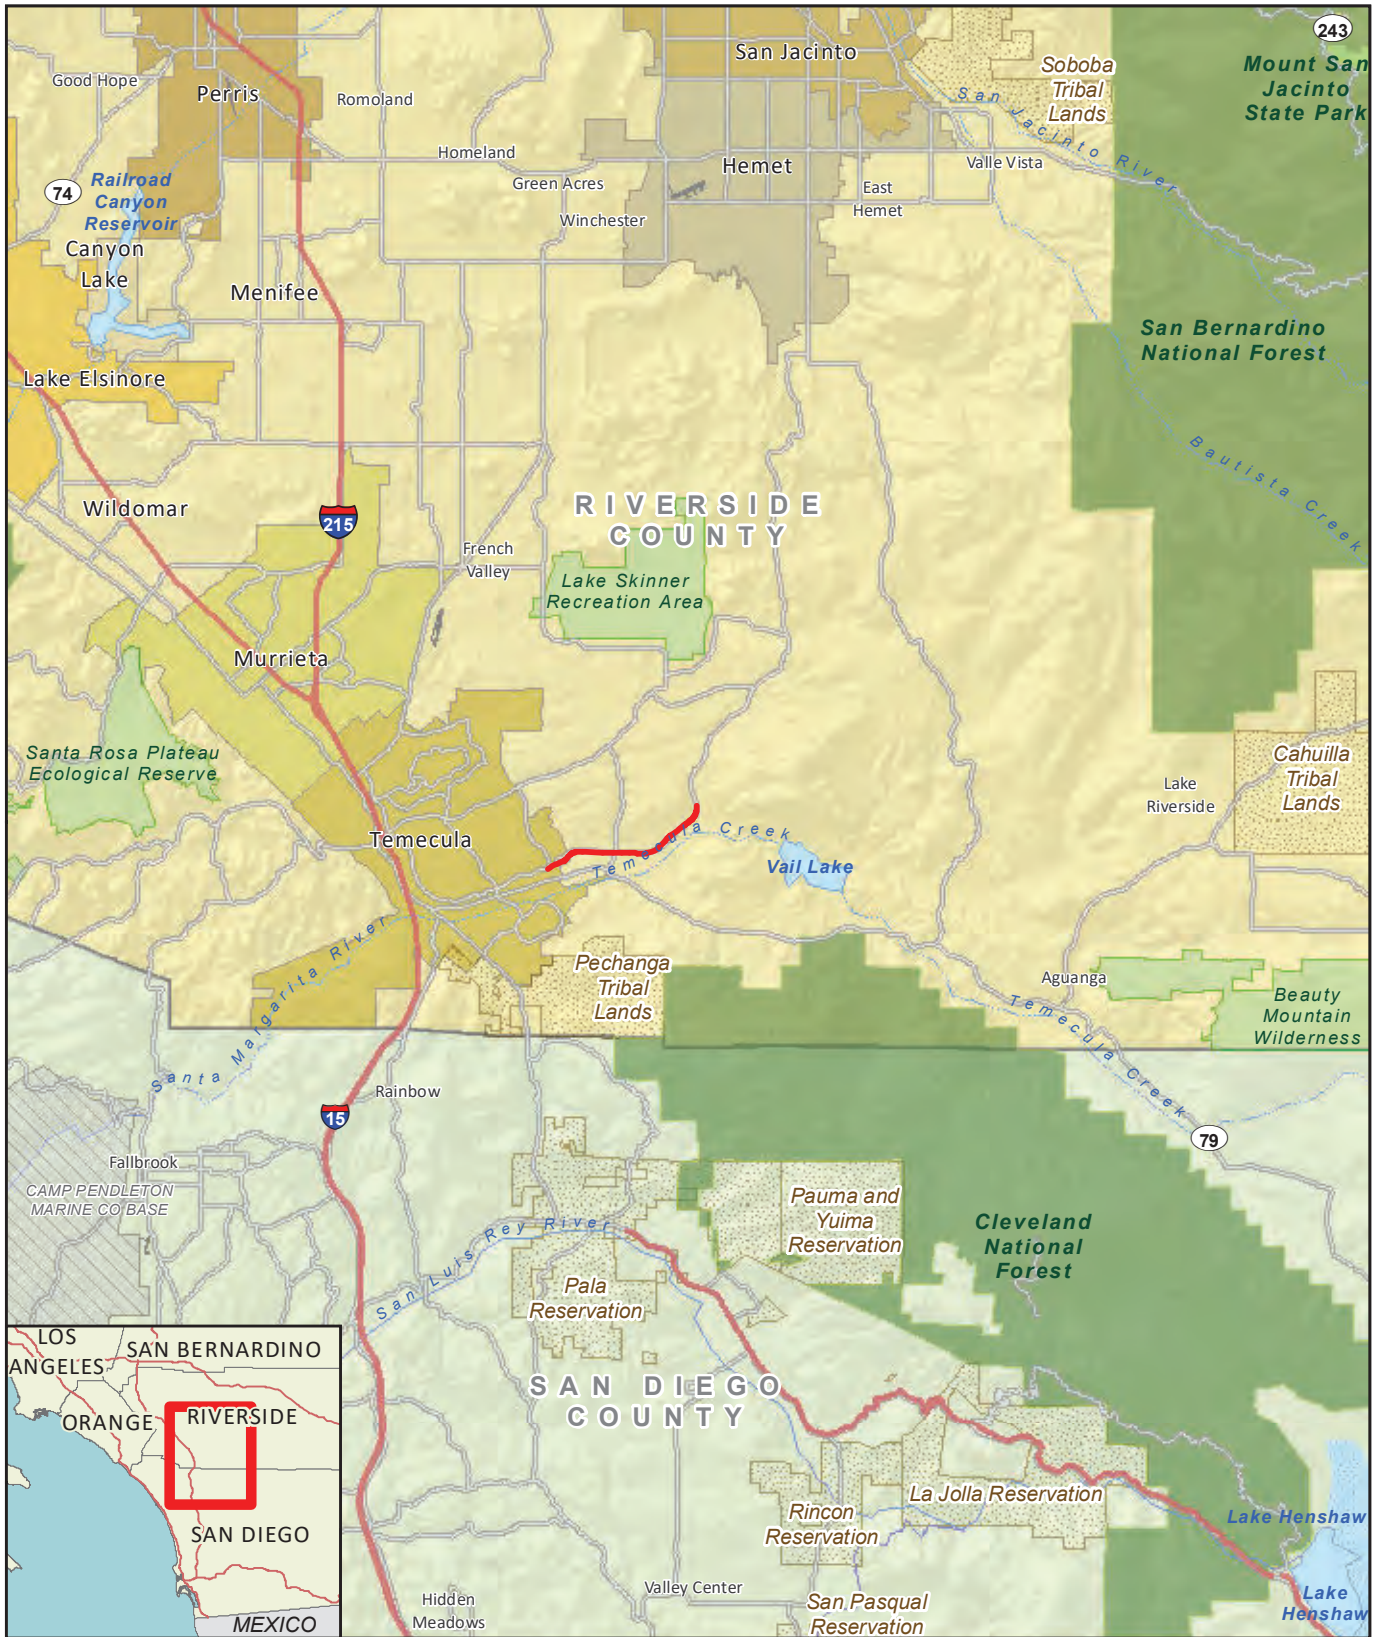 243
San Jacinto
Soboba
Tribal
Lands
Mount San
Jacinto
State Park
Good Hope
Perris
Romoland
San Jacinto River
Homeland
Hemet
Valle Vista
74
Railroad
Canyon
Reservoir
Green Acres
East
Hemet
Winchester
Canyon
Lake
Menifee
San Bernardino
National Forest
Lake Elsinore
Bautista Creek
Wildomar
RIVERSIDE
COUNTY
215
French
Valley
Lake Skinner
Recreation Area
Murrieta
Santa Rosa Plateau
Ecological Reserve
Cahuilla
Tribal
Lands
Lake
Riverside
Temecula
Temecula Creek
Vail Lake
Santa Margarita River
Pechanga
Tribal
Lands
Aguanga
Beauty
Mountain
Wilderness
Temecula Creek
Rainbow
15
79
Fallbrook
CAMP PENDLETON
MARINE CO BASE
Pauma and
Yuima
Reservation
Cleveland
National
Forest
San Luis Rey River
Pala
Reservation
SAN DIEGO
COUNTY
La Jolla Reservation
Rincon
Reservation
Lake Henshaw
Lake
Henshaw
Valley Center
Hidden
Meadows
San Pasqual
Reservation
LOS
ANGELES
SAN BERNARDINO
ORANGE
RIVERSIDE
SAN DIEGO
MEXICO